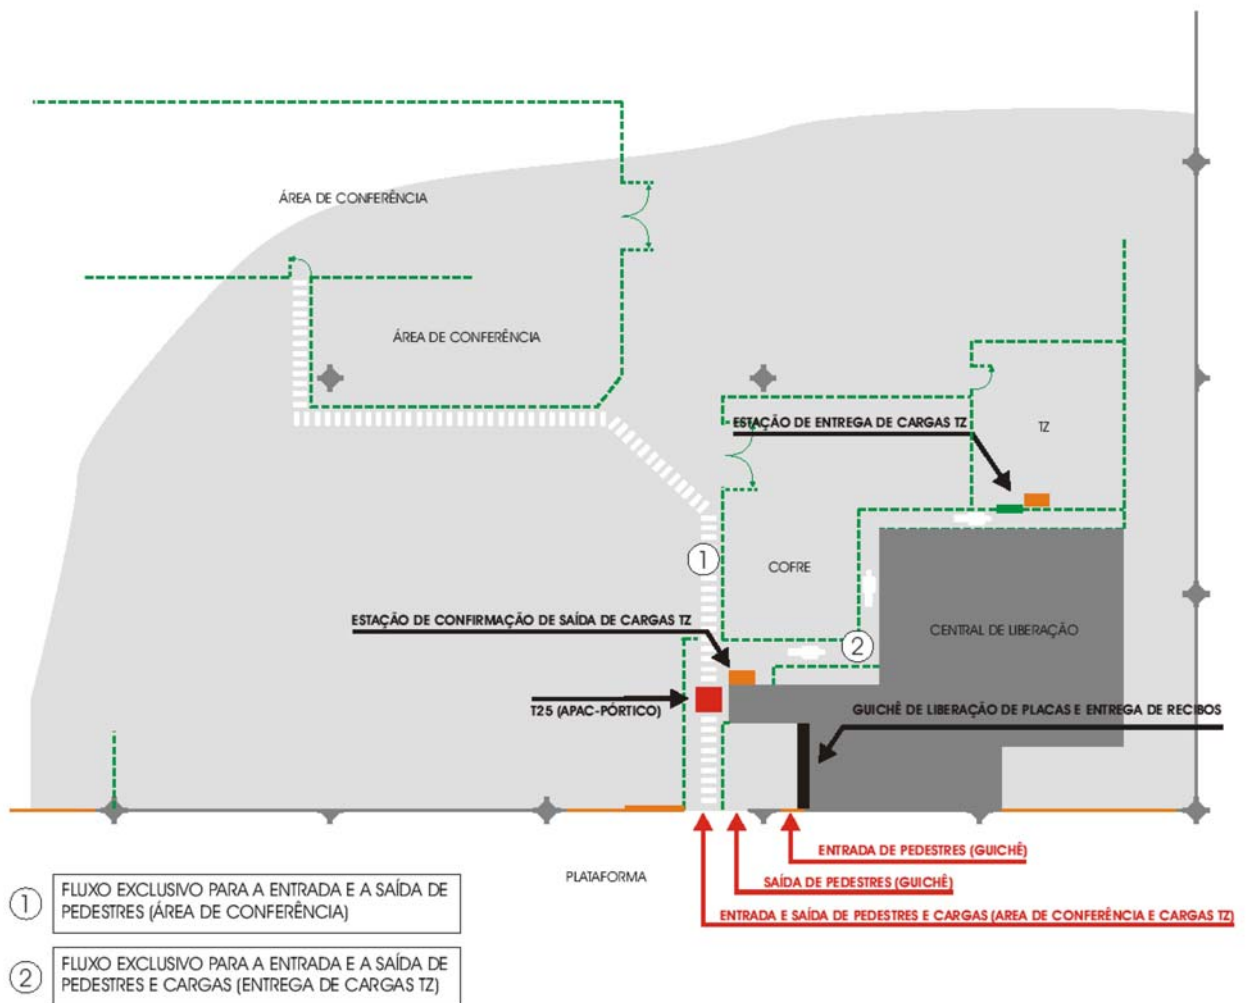 ÁREA DE CONFERÊNCIA
ÁREA DE CONFERÊNCIA
ESTAÇÃO DE ENTREGA DE CARGAS TZ
TZ
1
COFRE
ESTAÇÃO DE CONFIRMAÇÃO DE SAÍDA DE CARGAS TZ
2
CENTRAL DE LIBERAÇÃO
T25 (APAC-PÓRTICO)
GUICHÊ DE LIBERAÇÃO DE PLACAS E ENTREGA DE RECIBOS
ENTRADA DE PEDESTRES (GUICHÊ)
PLATAFORMA
SAÍDA DE PEDESTRES (GUICHÊ)
ENTRADA E SAÍDA DE PEDESTRES E CARGAS (AREA DE CONFERÊNCIA E CARGAS TZ)
1
FLUXO EXCLUSIVO PARA A ENTRADA E A SAÍDA DE
PEDESTRES (ÁREA DE CONFERÊNCIA)
2
FLUXO EXCLUSIVO PARA A ENTRADA E A SAÍDA DE
PEDESTRES E CARGAS (ENTREGA DE CARGAS TZ)